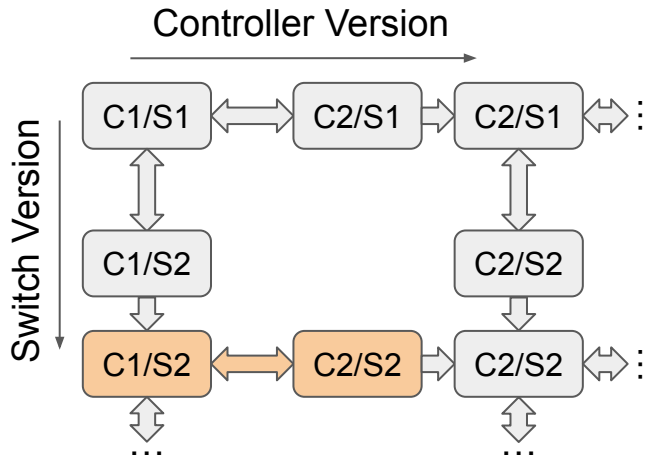 Controller Version
Switch Version
C1/S1
C2/S1
C2/S1
...
C1/S2
C2/S2
C1/S2
C2/S2
C2/S2
...
...
...